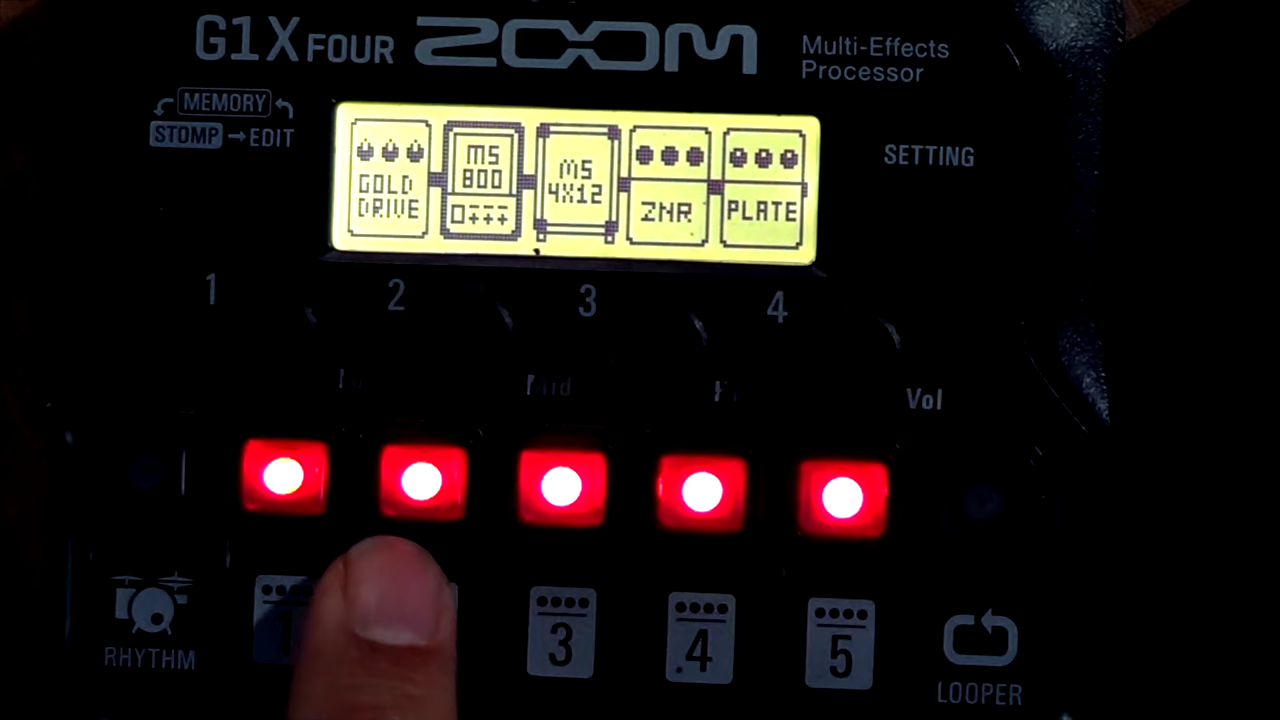 G1X FOUR ZOOM Multi-Effects Processor
MEMORY
STOMP → EDIT
SETTING
GOLD DRIVE
MS 800
MS 4X12
ZNR
PLATE
1 2 3 4
Vol
3 4 5
RHYTHM
LOOPER